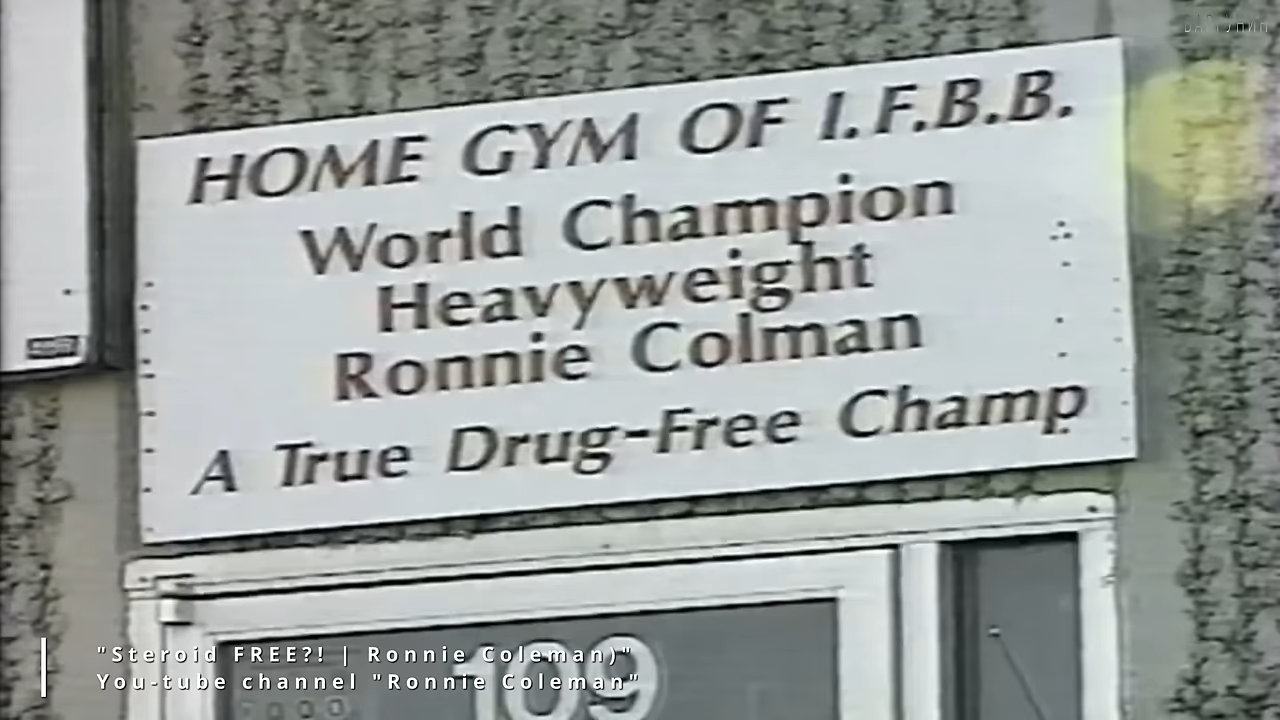 HOME GYM OF I.F.B.B.
World Champion
Heavyweight
Ronnie Colman
A True Drug-Free Champ
109
"Steroid FREE?! | Ronnie Coleman)"
You-tube channel "Ronnie Coleman"